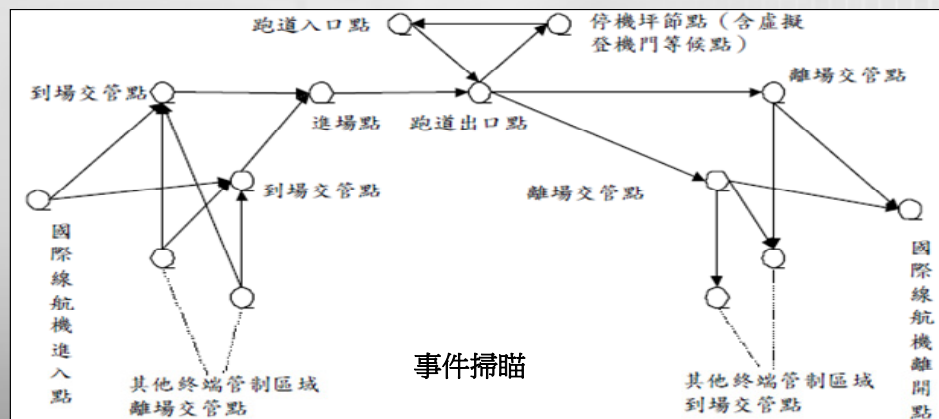 跑道入口點
停機坪節點（含虛擬
登機門等候點）
到場交管點
進場點
跑道出口點
離場交管點
到場交管點
離場交管點
國際線航機進入點
國際線航機離開點
事件掃瞄
其他終端管制區域
離場交管點
其他終端管制區域
到場交管點